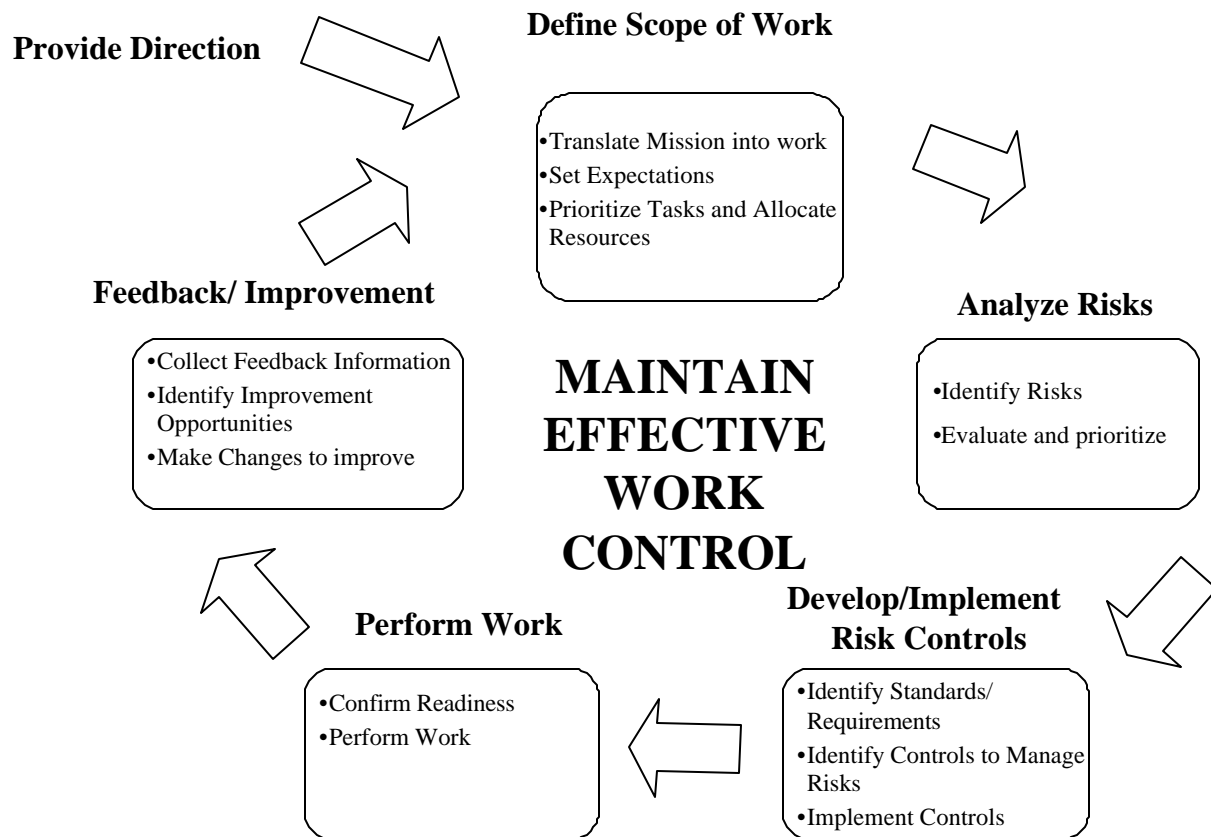 Provide Direction
Define Scope of Work
•Translate Mission into work
•Set Expectations
•Prioritize Tasks and Allocate
Resources
Analyze Risks
•Identify Risks
•Evaluate and prioritize
Develop/Implement
Risk Controls
•Identify Standards/
Requirements
•Identify Controls to Manage
Risks
•Implement Controls
Perform Work
•Confirm Readiness
•Perform Work
Feedback/ Improvement
•Collect Feedback Information
•Identify Improvement
Opportunities
•Make Changes to improve
MAINTAIN
EFFECTIVE
WORK
CONTROL